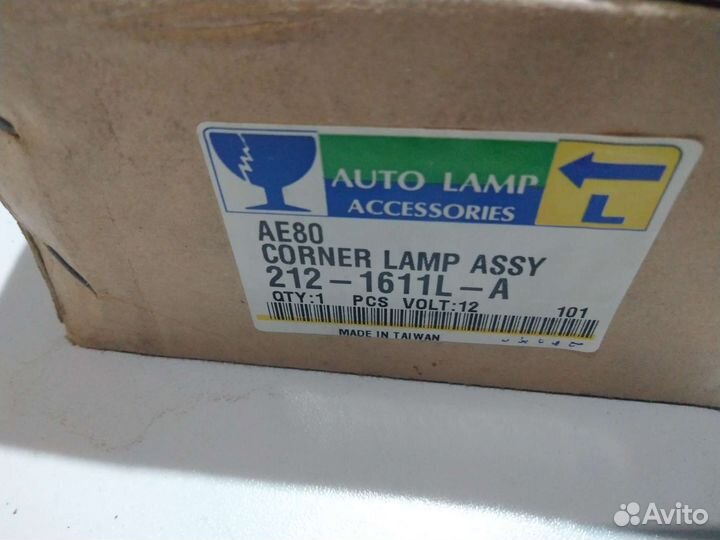 AUTO LAMP
ACCESSORIES
L
AE80
CORNER LAMP ASSY
212-1611L-A
QTY:1 PCS VOLT:12 101
MADE IN TAIWAN
Avito